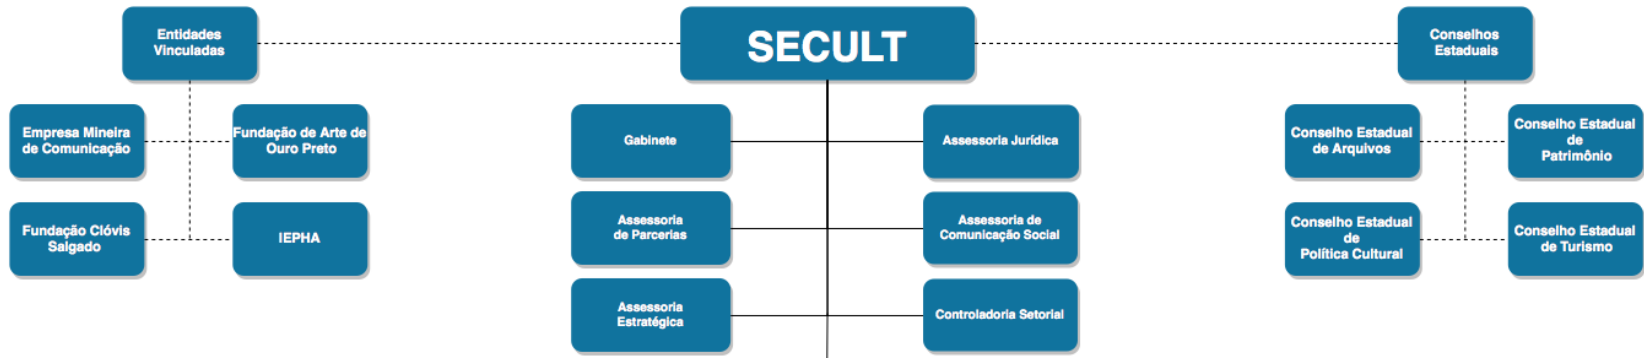 Entidades
Vinculadas
SECULT
Conselhos
Estaduais
Empresa Mineira
de Comunicação
Fundação de Arte de
Ouro Preto
Gabinete
Assessoria Jurídica
Conselho Estadual
de Arquivos
Conselho Estadual
de
Patrimônio
Fundação Clóvis
Salgado
IEPHA
Assessoria
de Parcerias
Assessoria de
Comunicação Social
Conselho Estadual
de
Política Cultural
Conselho Estadual
de Turismo
Assessoria
Estratégica
Controladoria Setorial